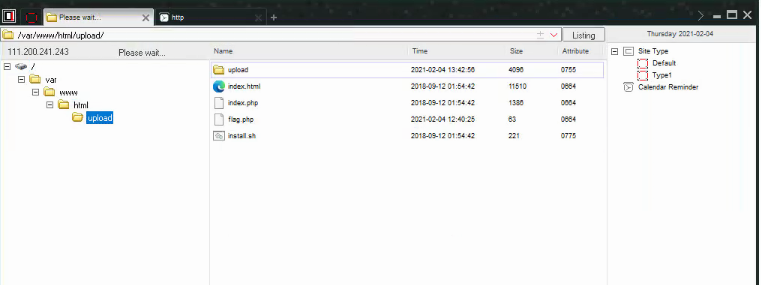 Please wait...
http
/var/www/html/upload/
Listing
Thursday 2021-02-04
111.200.241.243 Please wait...
Name Time Size Attribute
/
var
www
html
upload
upload 2021-02-04 13:42:56 4096 0755
index.html 2018-09-12 01:54:42 11510 0664
index.php 2018-09-12 01:54:42 1386 0664
flag.php 2021-02-04 12:40:25 63 0664
install.sh 2018-09-12 01:54:42 221 0775
Site Type
Default
Type1
Calendar Reminder